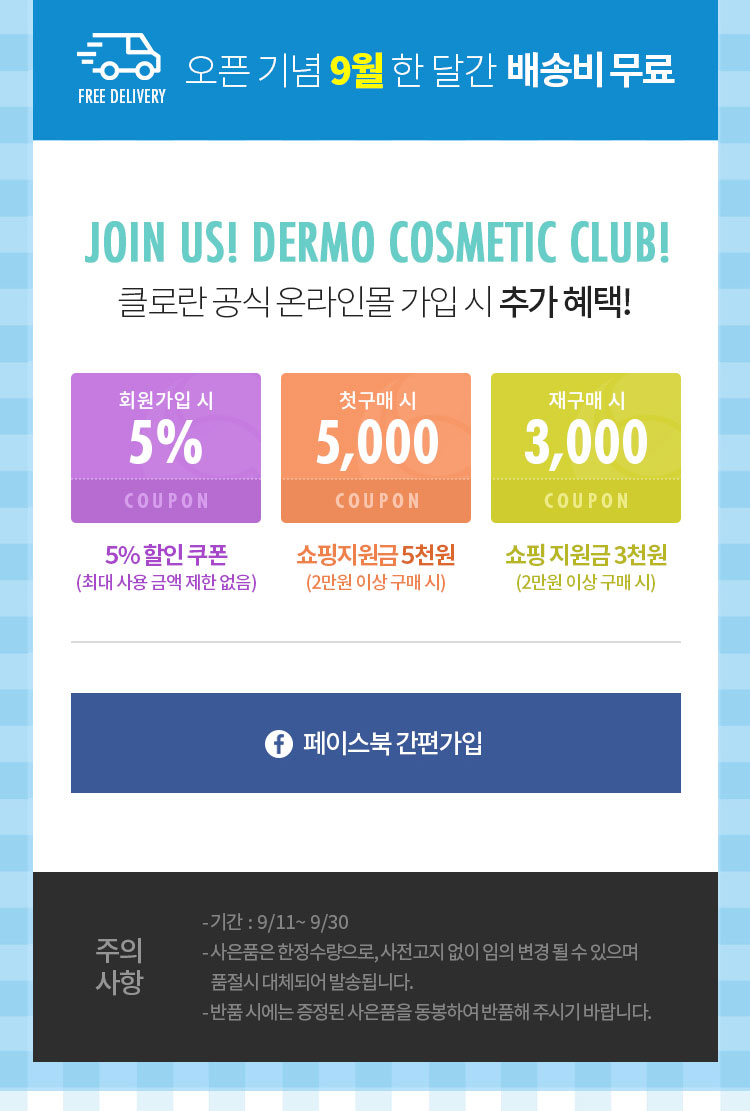 FREE DELIVERY
오픈 기념 9월 한 달간 배송비 무료
JOIN US! DERMO COSMETIC CLUB!
클로란 공식 온라인몰 가입 시 추가 혜택!
회원가입 시
5%
COUPON
5% 할인 쿠폰
(최대 사용 금액 제한 없음)
첫구매 시
5,000
COUPON
쇼핑지원금 5천원
(2만원 이상 구매 시)
재구매 시
3,000
COUPON
쇼핑 지원금 3천원
(2만원 이상 구매 시)
f 페이스북 간편가입
주의
사항
-기간 : 9/11~ 9/30
-사은품은 한정수량으로, 사전고지 없이 임의 변경 될 수 있으며
품절시 대체되어 발송됩니다.
-반품 시에는 증정된 사은품을 동봉하여 반품해 주시기 바랍니다.